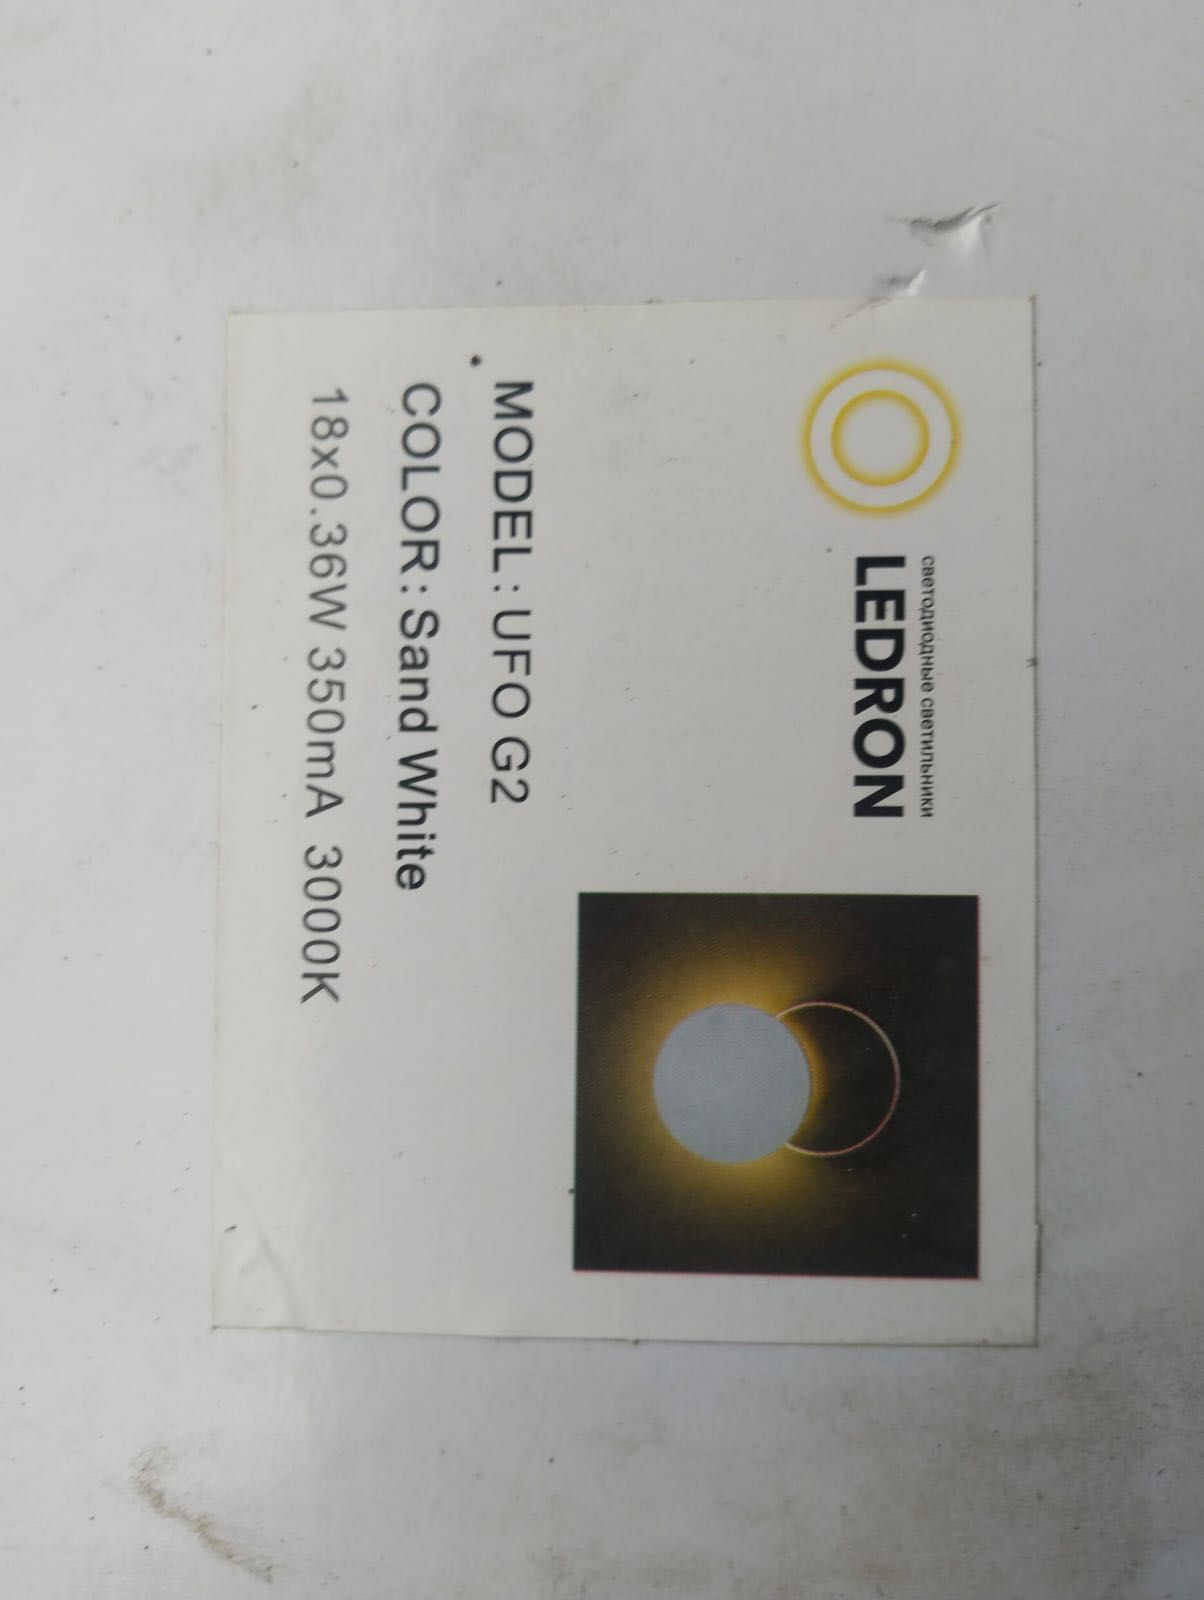 светодиодные светильники
LEDRON
MODEL: UFO G2
COLOR: Sand White
18x0.36W 350mA 3000K